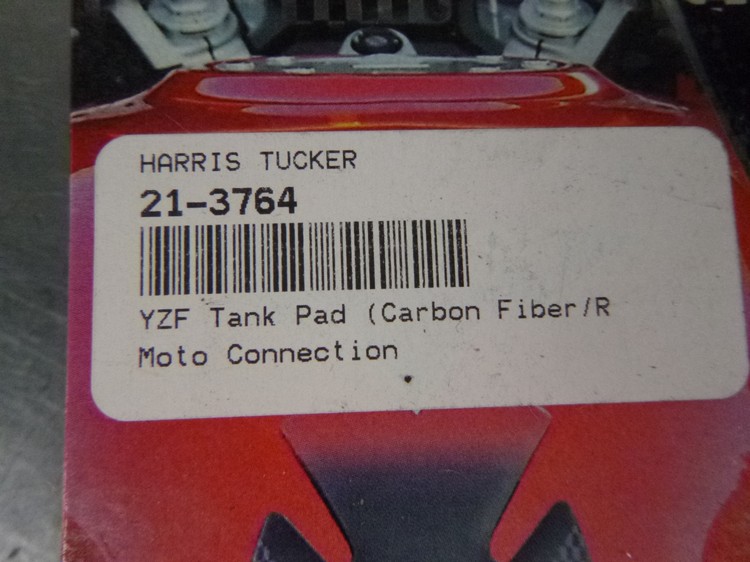 HARRIS TUCKER
21-3764
YZF Tank Pad (Carbon Fiber/R
Moto Connection